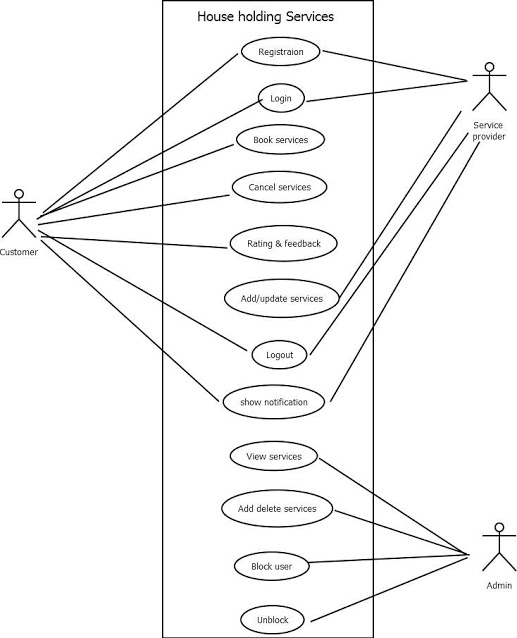 House holding Services
Registraion
Login
Book services
Cancel services
Rating & feedback
Add/update services
Logout
show notification
View services
Add delete services
Block user
Unblock
Customer
Service
provider
Admin